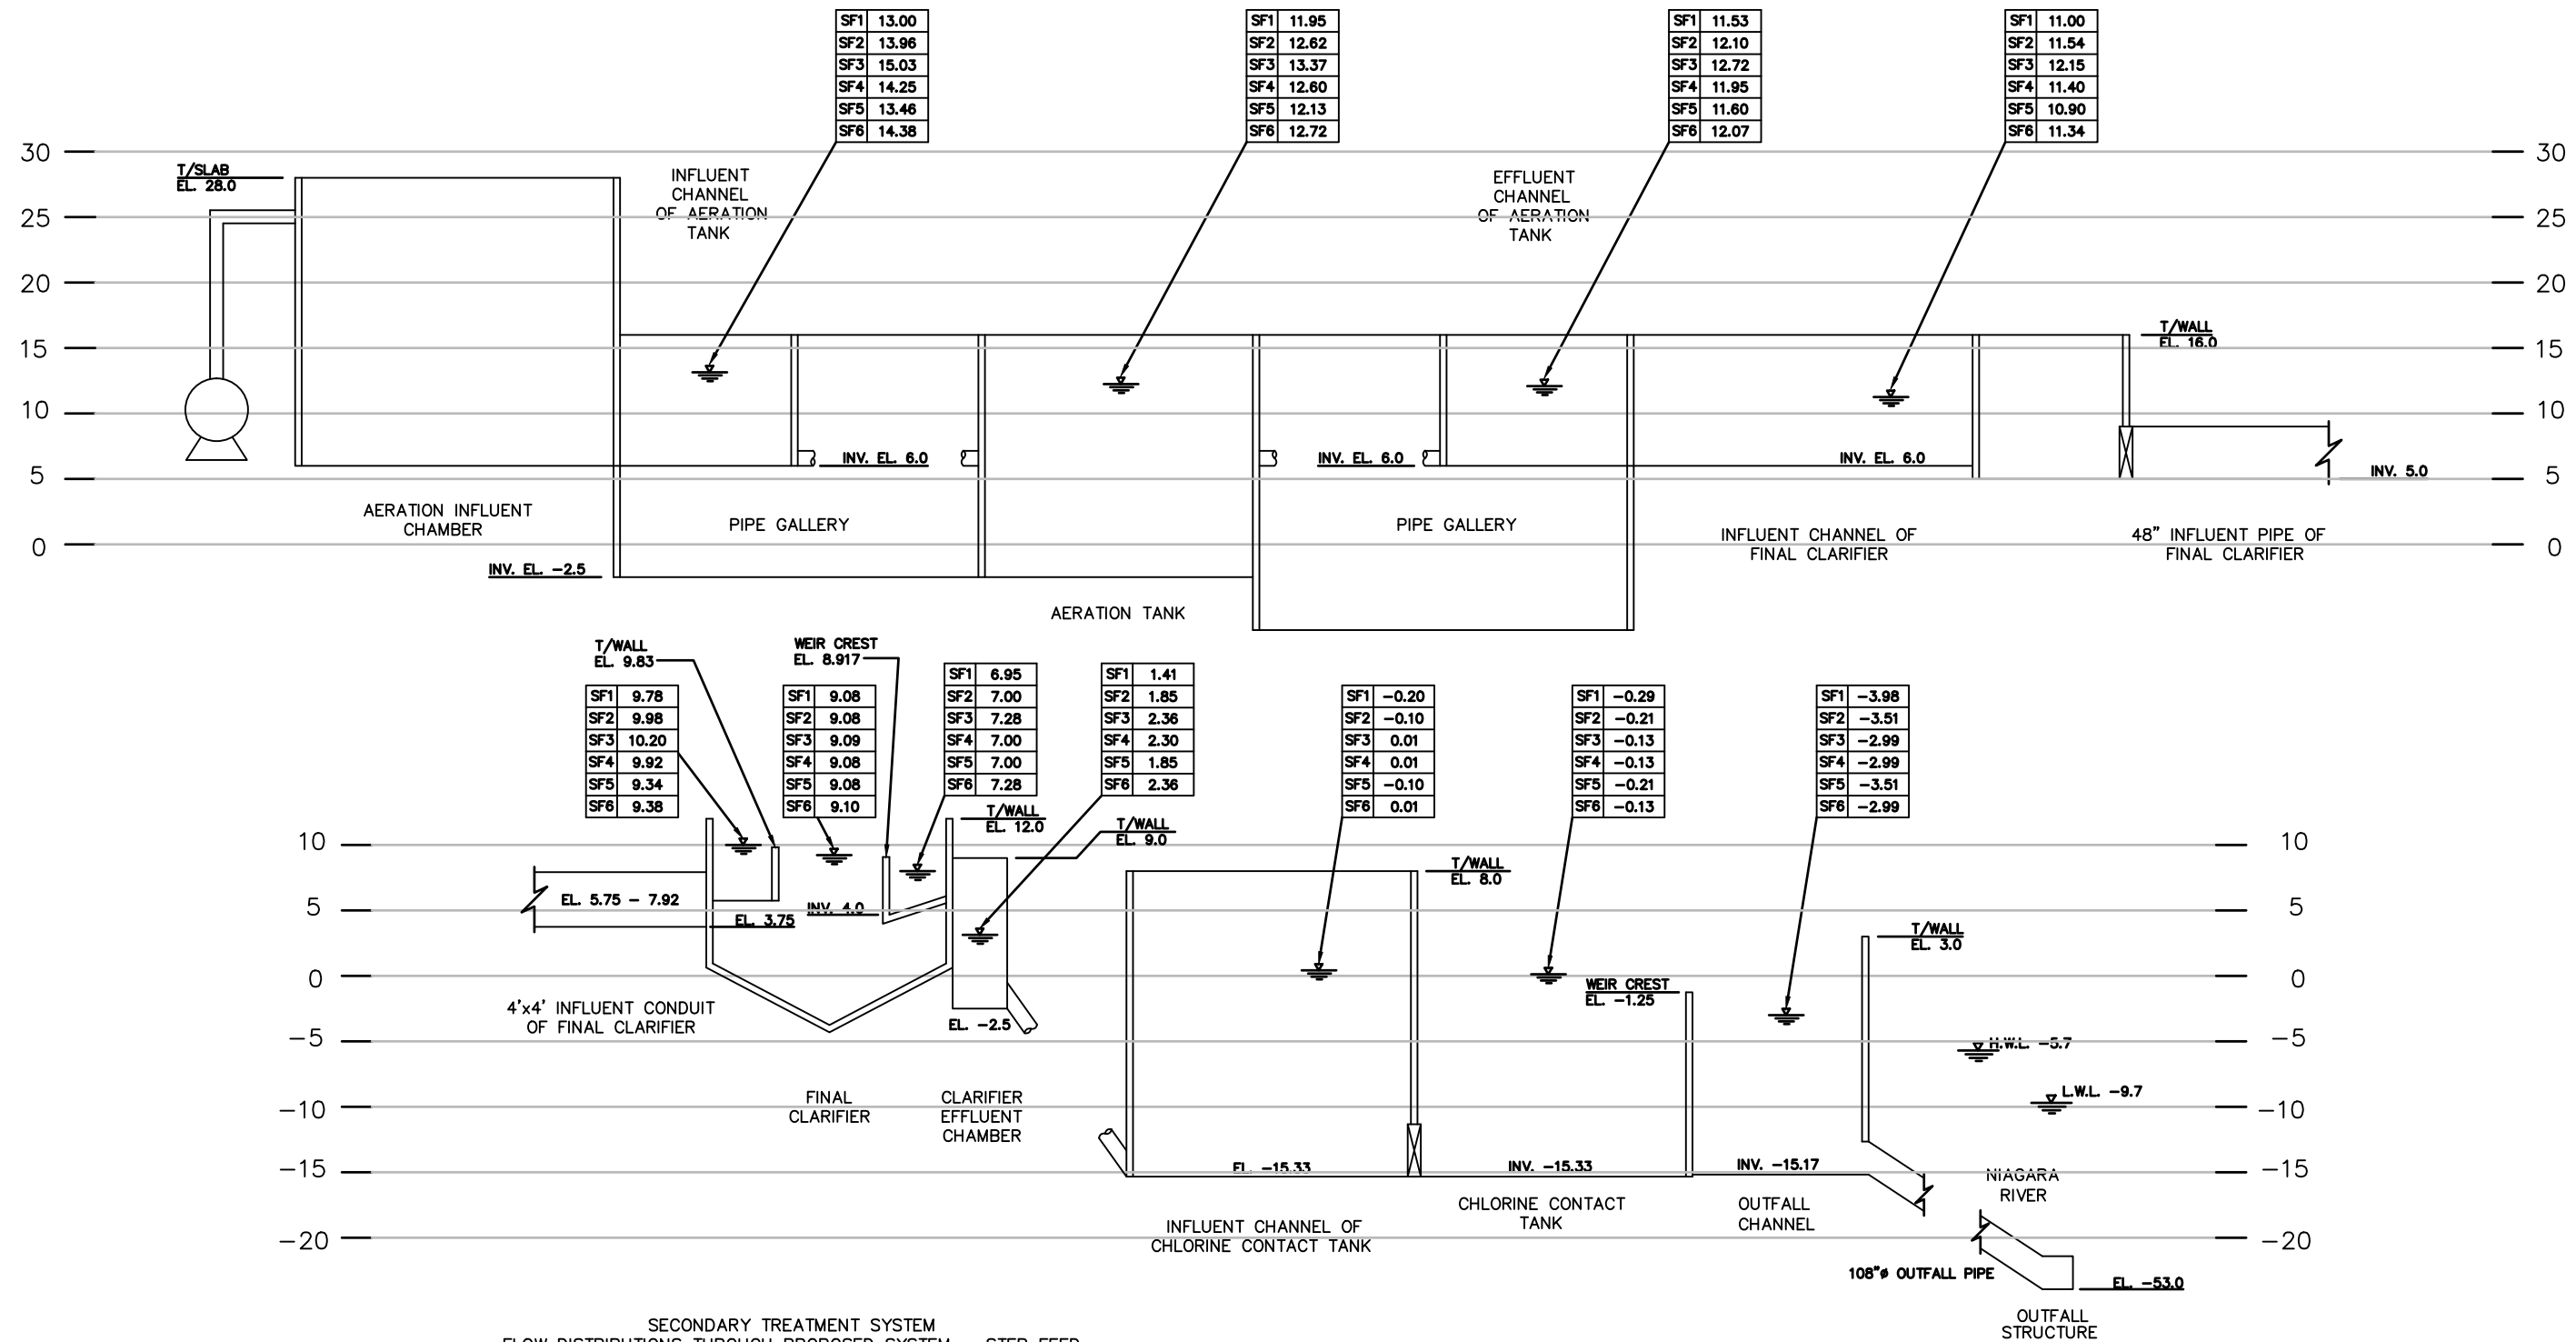 SF1 13.00
SF2 13.96
SF3 15.03
SF4 14.25
SF5 13.46
SF6 14.38
SF1 11.95
SF2 12.62
SF3 13.37
SF4 12.60
SF5 12.13
SF6 12.72
SF1 11.53
SF2 12.10
SF3 12.72
SF4 11.95
SF5 11.60
SF6 12.07
SF1 11.00
SF2 11.54
SF3 12.15
SF4 11.40
SF5 10.90
SF6 11.34
30
25
20
15
10
5
0
T/SLAB
EL. 28.0
INFLUENT
CHANNEL
OF AERATION
TANK
EFFLUENT
CHANNEL
OF AERATION
TANK
30
25
20
15
10
5
0
T/WALL
EL. 16.0
INV. EL. 6.0
INV. EL. 6.0
INV. EL. 6.0
INV. 5.0
AERATION INFLUENT
CHAMBER
PIPE GALLERY
PIPE GALLERY
INFLUENT CHANNEL OF
FINAL CLARIFIER
48" INFLUENT PIPE OF
FINAL CLARIFIER
INV. EL. -2.5
AERATION TANK
T/WALL
EL. 9.83
WEIR CREST
EL. 8.917
SF1 9.78
SF2 9.98
SF3 10.20
SF4 9.92
SF5 9.34
SF6 9.38
SF1 9.08
SF2 9.08
SF3 9.09
SF4 9.08
SF5 9.08
SF6 9.10
SF1 6.95
SF2 7.00
SF3 7.28
SF4 7.00
SF5 7.00
SF6 7.28
SF1 1.41
SF2 1.85
SF3 2.36
SF4 2.30
SF5 1.85
SF6 2.36
SF1 -0.20
SF2 -0.10
SF3 0.01
SF4 0.01
SF5 -0.10
SF6 0.01
SF1 -0.29
SF2 -0.21
SF3 -0.13
SF4 -0.13
SF5 -0.21
SF6 -0.13
SF1 -3.98
SF2 -3.51
SF3 -2.99
SF4 -2.99
SF5 -3.51
SF6 -2.99
10
5
0
-5
-10
-15
-20
T/WALL
EL. 12.0
T/WALL
EL. 9.0
T/WALL
EL. 8.0
10
5
0
-5
-10
-15
-20
EL. 5.75 - 7.92
EL. 3.75
INV. 4.0
T/WALL
EL. 3.0
WEIR CREST
EL. -1.25
4'x4' INFLUENT CONDUIT
OF FINAL CLARIFIER
EL. -2.5
H.W.L. -5.7
L.W.L. -9.7
FINAL
CLARIFIER
CLARIFIER
EFFLUENT
CHAMBER
EL. -15.33
INV. -15.33
INV. -15.17
NIAGARA
RIVER
INFLUENT CHANNEL OF
CHLORINE CONTACT TANK
CHLORINE CONTACT
TANK
OUTFALL
CHANNEL
108"ø OUTFALL PIPE
EL. -53.0
OUTFALL
STRUCTURE
SECONDARY TREATMENT SYSTEM
FLOW DISTRIBUTIONS THROUGH PROPOSED SYSTEM - STEP FEED